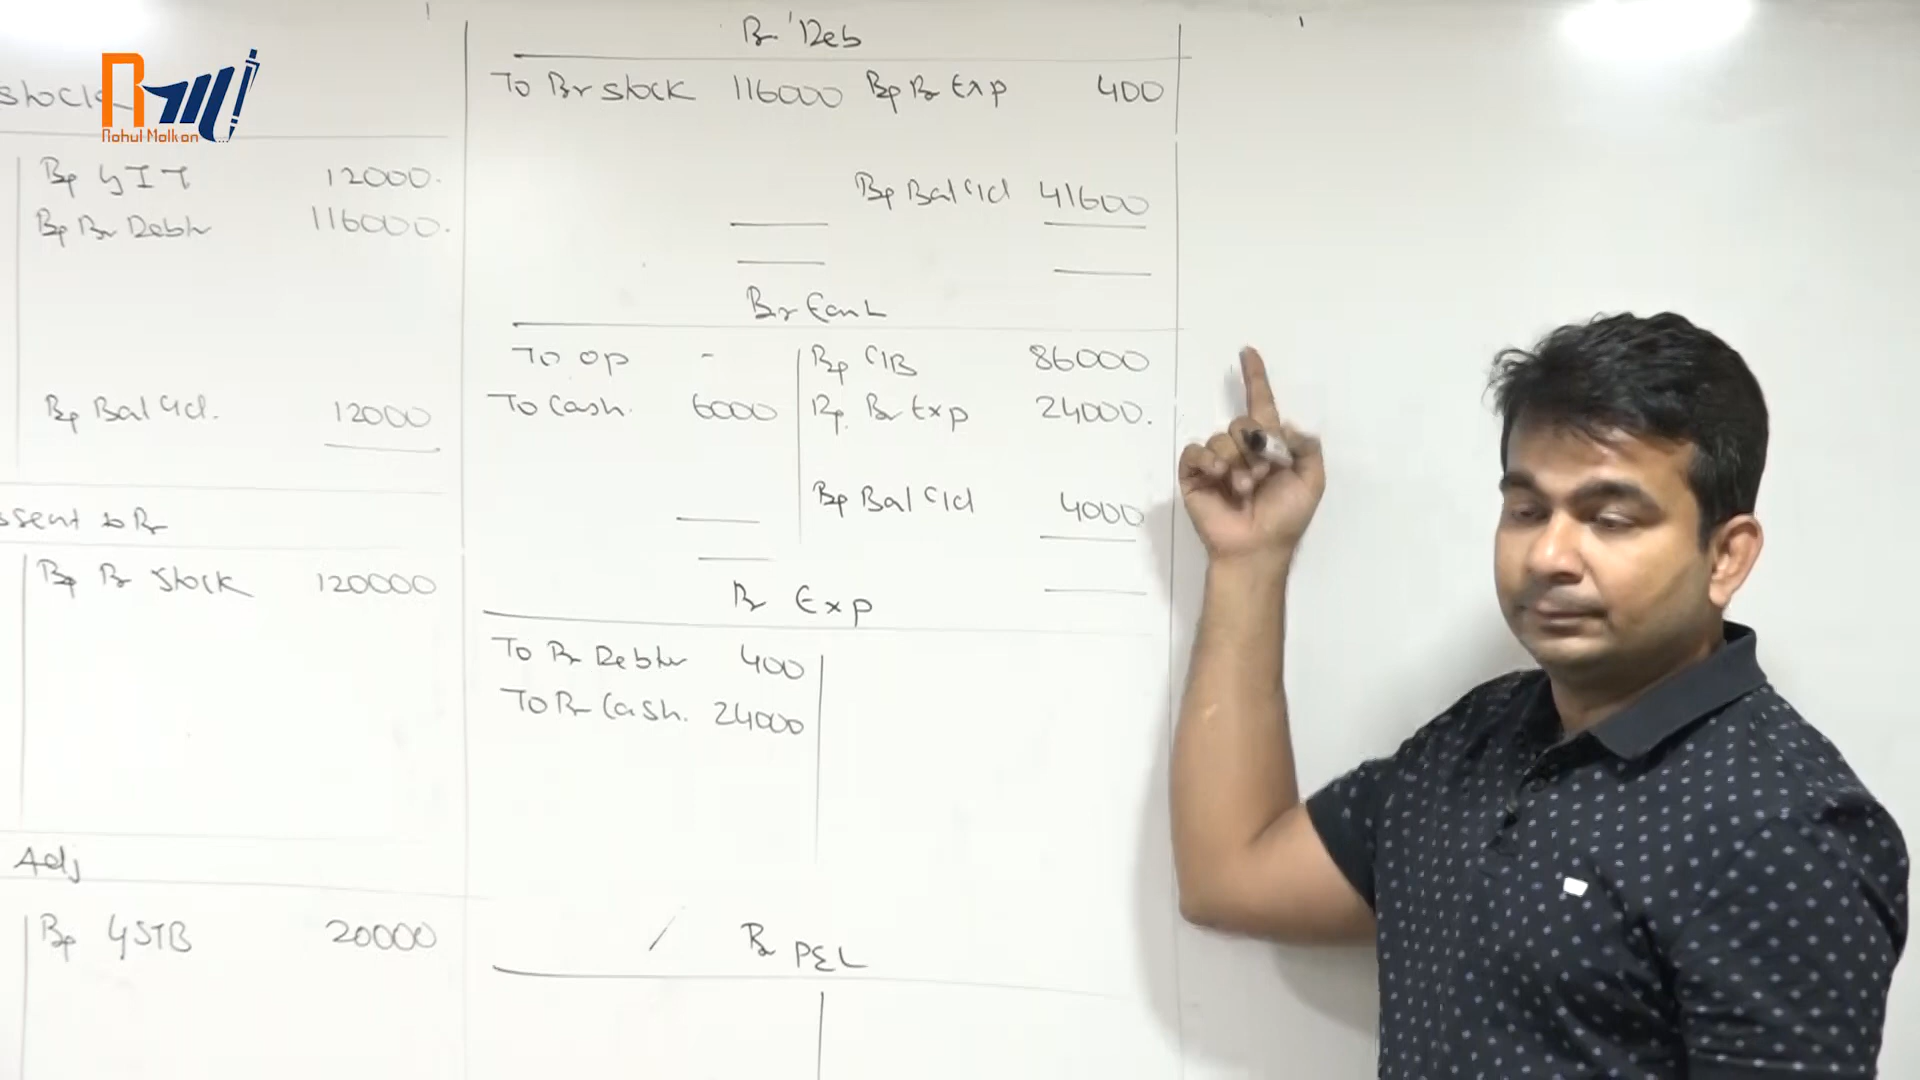 stock
Rahul Malkan
By GIT 12000.
By Br Debtr 116000.
By Bal c/d. 12000
ssent to Br
By Br Stock 120000
Adj
By GSTB 20000
Br Deb
To Br stock 116000 By Br Exp 400
By Bal c/d 41600
Br Cash
To op - By C/B 86000
To Cash. 6000 By. Br Exp 24000.
By Bal c/d 4000
Br Exp
To Br Debtr 400
To Br Cash. 24000
Br P&L